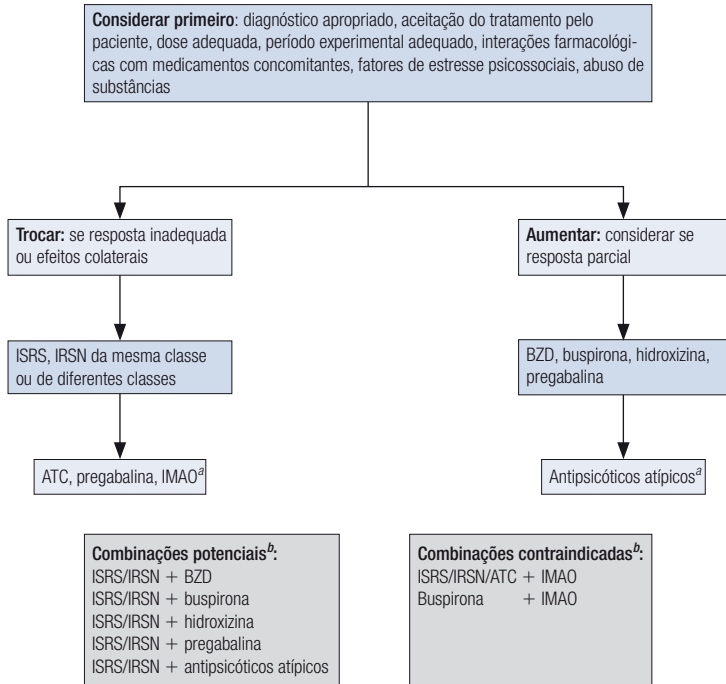 Considerar primeiro: diagnóstico apropriado, aceitação do tratamento pelo
paciente, dose adequada, período experimental adequado, interações farmacológi-
cas com medicamentos concomitantes, fatores de estresse psicossociais, abuso de
substâncias
Trocar: se resposta inadequada
ou efeitos colaterais
Aumentar: considerar se
resposta parcial
ISRS, IRSN da mesma classe
ou de diferentes classes
BZD, buspirona, hidroxizina,
pregabalina
ATC, pregabalina, IMAOa
Antipsicóticos atípicosa
Combinações potenciaisb:
ISRS/IRSN + BZD
ISRS/IRSN + buspirona
ISRS/IRSN + hidroxizina
ISRS/IRSN + pregabalina
ISRS/IRSN + antipsicóticos atípicos
Combinações contraindicadasb:
ISRS/IRSN/ATC + IMAO
Buspirona + IMAO